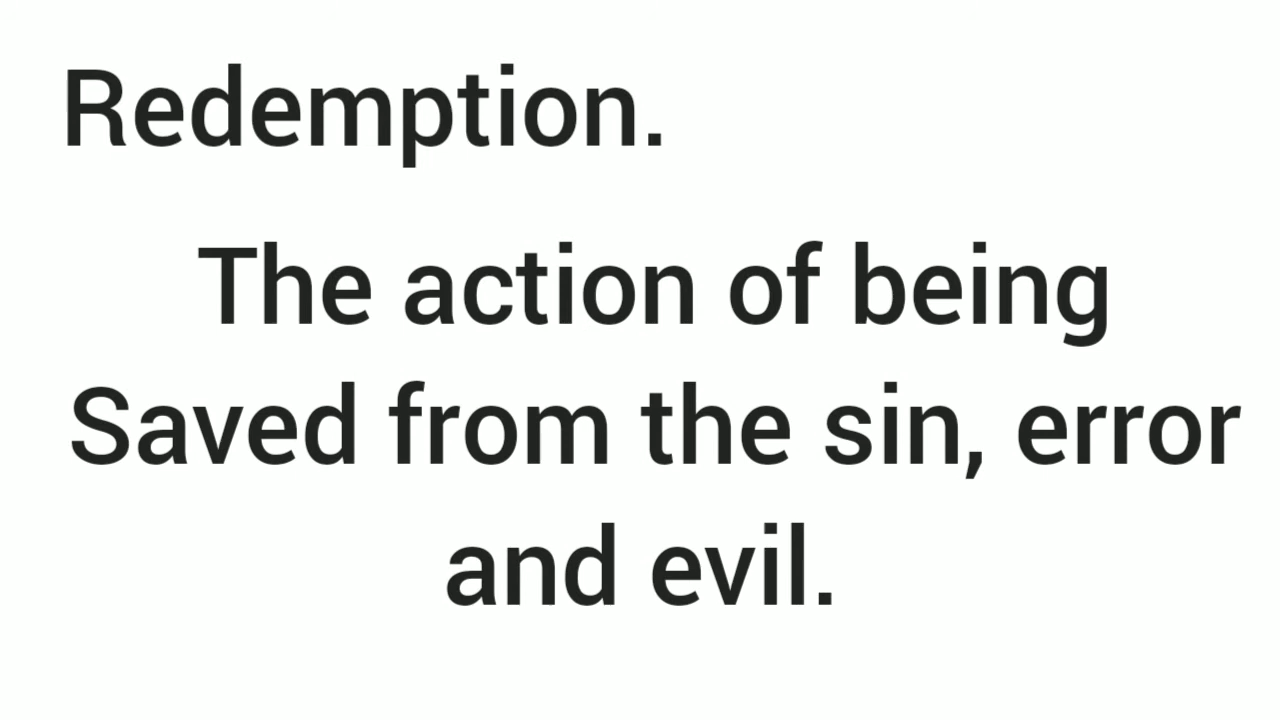 Redemption.
The action of being
Saved from the sin, error
and evil.